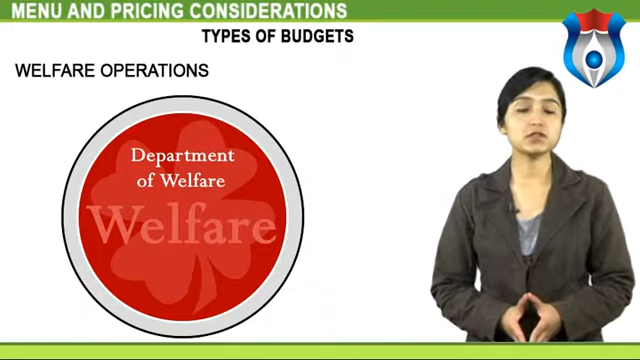 MENU AND PRICING CONSIDERATIONS
TYPES OF BUDGETS
WELFARE OPERATIONS
Department
of Welfare
Welfare